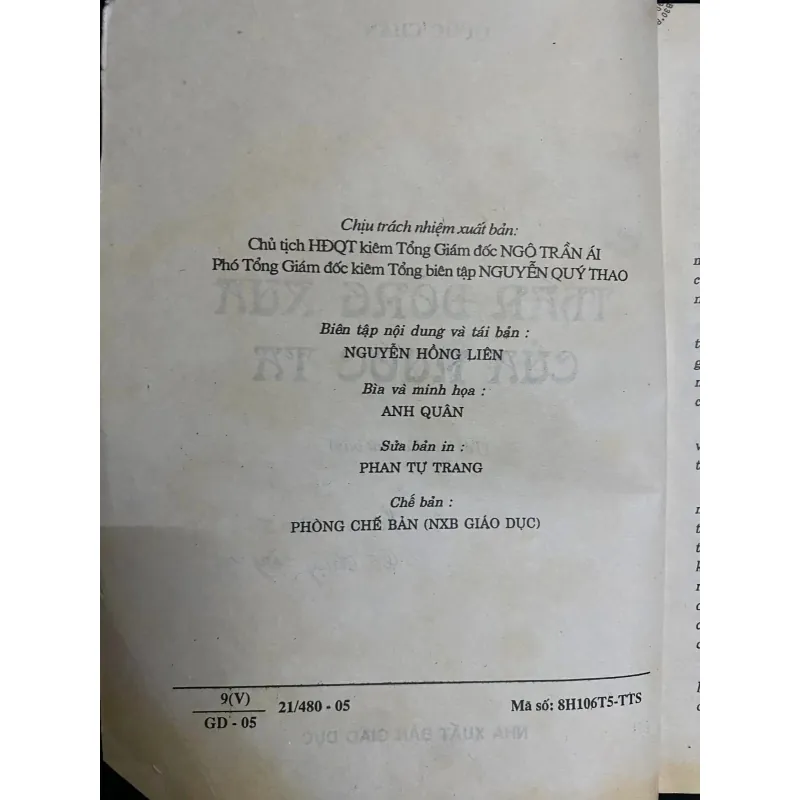 Chịu trách nhiệm xuất bản:
Chủ tịch HĐQT kiêm Tổng Giám đốc NGÔ TRẦN ÁI
Phó Tổng Giám đốc kiêm Tổng biên tập NGUYỄN QUÝ THAO
Biên tập nội dung và tái bản :
NGUYỄN HỒNG LIÊN
Bìa và minh họa :
ANH QUÂN
Sửa bản in :
PHAN TỰ TRANG
Chế bản :
PHÒNG CHẾ BẢN (NXB GIÁO DỤC)
9(V)
GD - 05
21/480 - 05
Mã số: 8H106T5-TTS